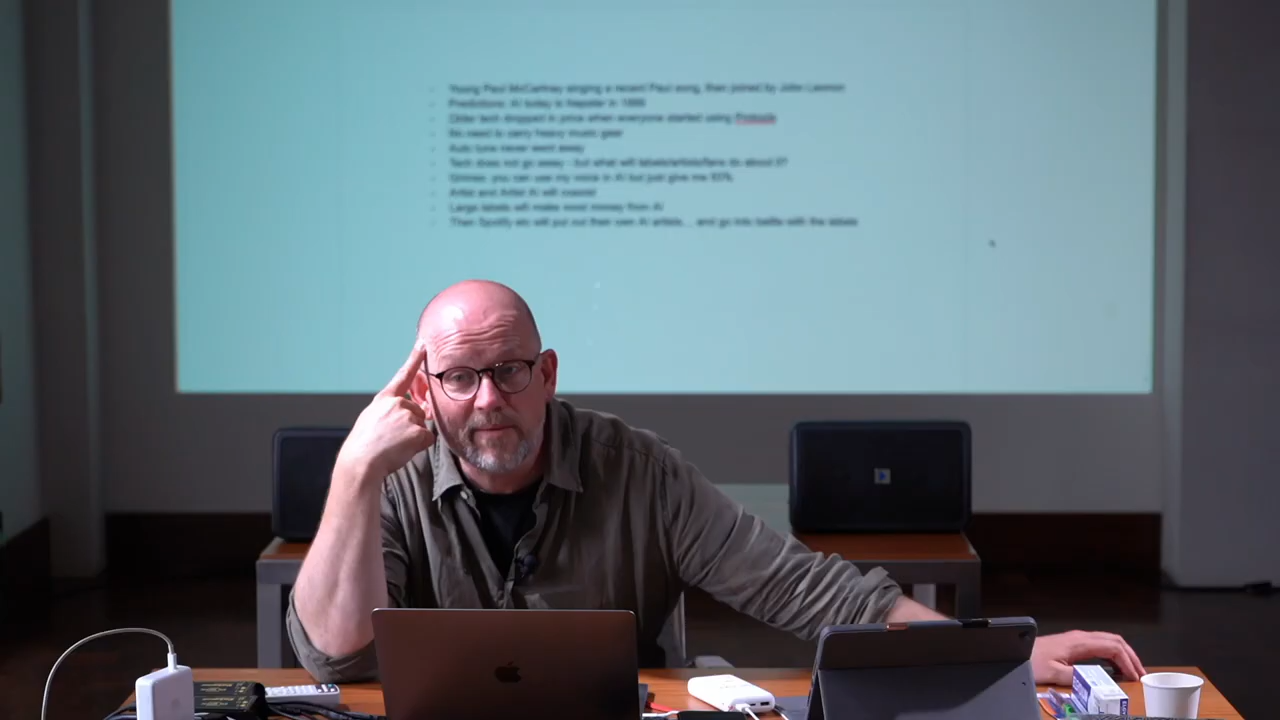 - Young Paul McCartney singing a recent Paul song, then joined by John Lennon
- Predictions: AI today is Napster in 1999
- Older tech dropped in price when everyone started using Protools
- No need to carry heavy music gear
- Auto tune never went away
- Tech does not go away - but what will labels/artists/fans do about it?
- Grimes: you can use my voice in AI but just give me 50%
- Artist and Artist AI will coexist
- Large labels will make most money from AI
- Then Spotify etc will put out their own AI artists... and go into battle with the labels